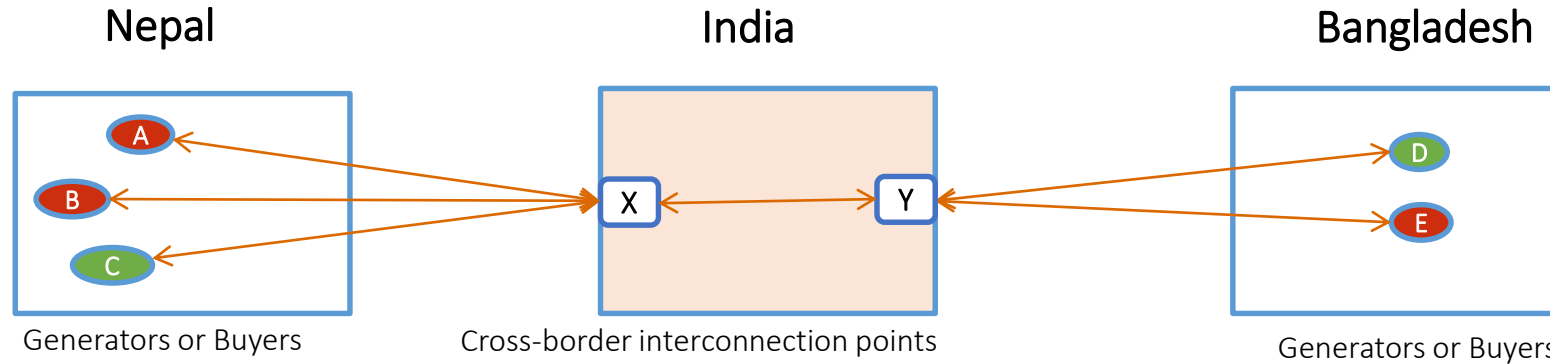 Nepal
India
Bangladesh
A
B
C
X
Y
D
E
Generators or Buyers
Cross-border interconnection points
Generators or Buyers